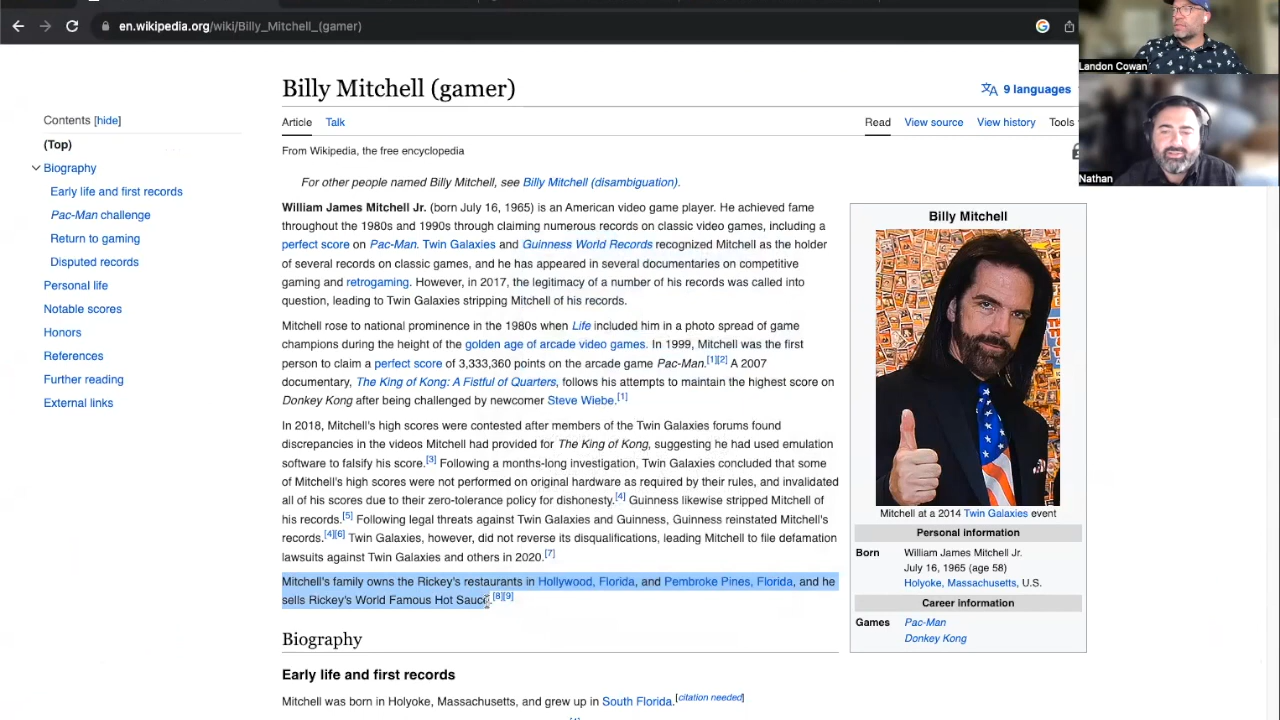 en.wikipedia.org/wiki/Billy_Mitchell_(gamer)
Landon Cowan
Nathan
Billy Mitchell (gamer)
9 languages
Contents [hide]
(Top)
Biography
Early life and first records
Pac-Man challenge
Return to gaming
Disputed records
Personal life
Notable scores
Honors
References
Further reading
External links
Article Talk Read View source View history Tools
From Wikipedia, the free encyclopedia
For other people named Billy Mitchell, see Billy Mitchell (disambiguation).
William James Mitchell Jr. (born July 16, 1965) is an American video game player. He achieved fame
throughout the 1980s and 1990s through claiming numerous records on classic video games, including a
perfect score on Pac-Man. Twin Galaxies and Guinness World Records recognized Mitchell as the holder
of several records on classic games, and he has appeared in several documentaries on competitive
gaming and retrogaming. However, in 2017, the legitimacy of a number of his records was called into
question, leading to Twin Galaxies stripping Mitchell of his records.
Mitchell rose to national prominence in the 1980s when Life included him in a photo spread of game
champions during the height of the golden age of arcade video games. In 1999, Mitchell was the first
person to claim a perfect score of 3,333,360 points on the arcade game Pac-Man.[1][2] A 2007
documentary, The King of Kong: A Fistful of Quarters, follows his attempts to maintain the highest score on
Donkey Kong after being challenged by newcomer Steve Wiebe.[1]
In 2018, Mitchell's high scores were contested after members of the Twin Galaxies forums found
discrepancies in the videos Mitchell had provided for The King of Kong, suggesting he had used emulation
software to falsify his score.[3] Following a months-long investigation, Twin Galaxies concluded that some
of Mitchell's high scores were not performed on original hardware as required by their rules, and invalidated
all of his scores due to their zero-tolerance policy for dishonesty.[4] Guinness likewise stripped Mitchell of
his records.[5] Following legal threats against Twin Galaxies and Guinness, Guinness reinstated Mitchell's
records.[4][6] Twin Galaxies, however, did not reverse its disqualifications, leading Mitchell to file defamation
lawsuits against Twin Galaxies and others in 2020.[7]
Mitchell's family owns the Rickey's restaurants in Hollywood, Florida, and Pembroke Pines, Florida, and he
sells Rickey's World Famous Hot Sauce.[8][9]
Biography
Early life and first records
Mitchell was born in Holyoke, Massachusetts, and grew up in South Florida.[citation needed]
Billy Mitchell
Mitchell at a 2014 Twin Galaxies event
Personal information
Born William James Mitchell Jr.
July 16, 1965 (age 58)
Hollywood, Massachusetts, U.S.
Career information
Games Pac-Man
Donkey Kong